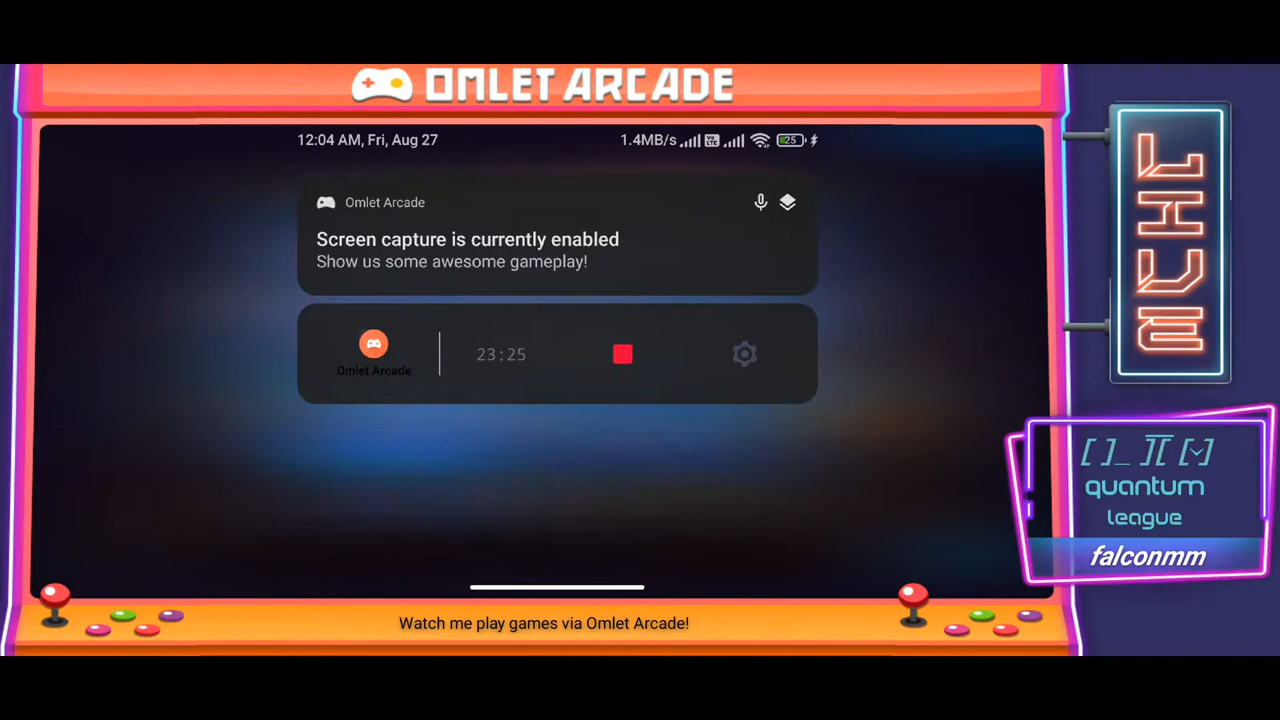 OMLET ARCADE
12:04 AM, Fri, Aug 27
1.4MB/s
25
Omlet Arcade
Screen capture is currently enabled
Show us some awesome gameplay!
Omlet Arcade
23:25
LIVE
quantum
league
falconmm
Watch me play games via Omlet Arcade!